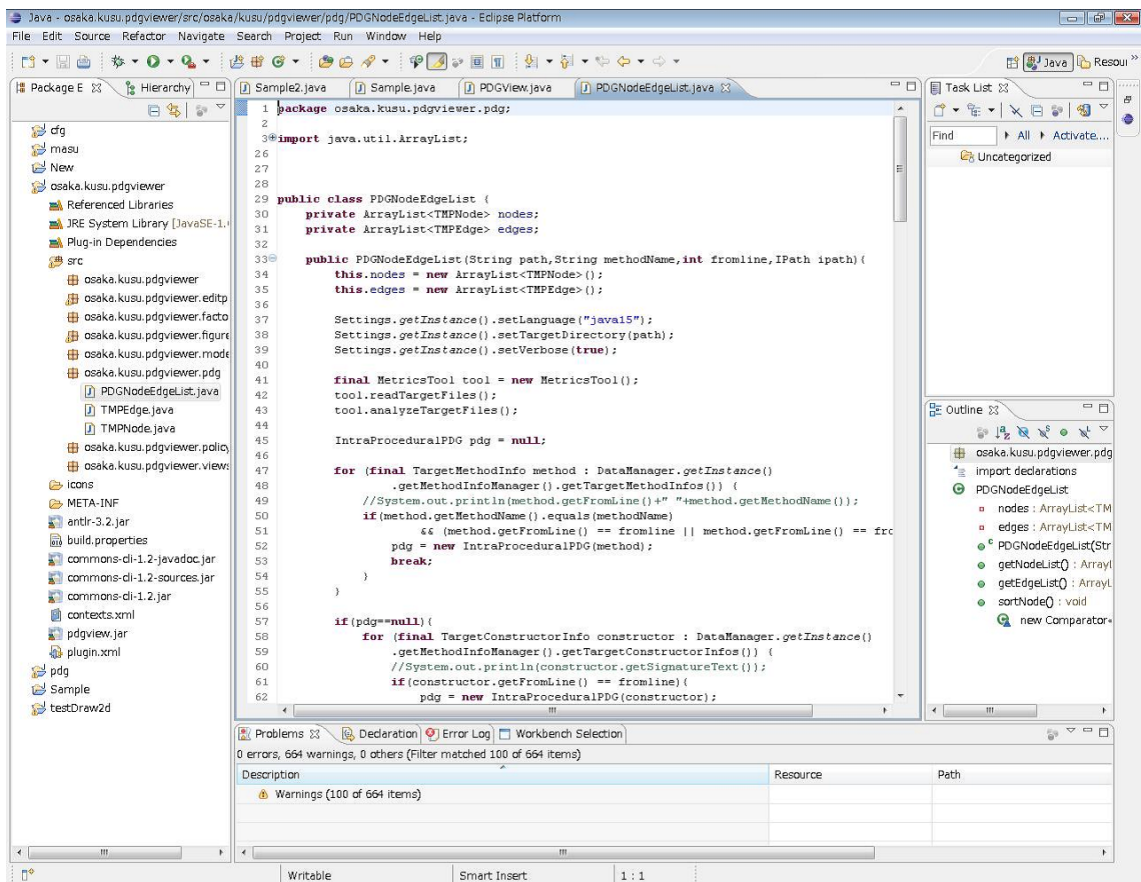 Java - osaka.kusu.pdgviewer/src/osaka/kusu/pdgviewer/pdg/PDGNodeEdgeList.java - Eclipse Platform
File Edit Source Refactor Navigate Search Project Run Window Help
Java Resour
Package E Hierarchy
cfg
masu
New
osaka.kusu.pdgviewer
Referenced Libraries
JRE System Library [JavaSE-1.
Plug-in Dependencies
src
osaka.kusu.pdgviewer
osaka.kusu.pdgviewer.editp
osaka.kusu.pdgviewer.facto
osaka.kusu.pdgviewer.figure
osaka.kusu.pdgviewer.mode
osaka.kusu.pdgviewer.pdg
PDGNodeEdgeList.java
TMPEdge.java
TMPNode.java
osaka.kusu.pdgviewer.policy
osaka.kusu.pdgviewer.views
icons
META-INF
antlr-3.2.jar
build.properties
commons-cli-1.2-javadoc.jar
commons-cli-1.2-sources.jar
commons-cli-1.2.jar
contexts.xml
pdgview.jar
plugin.xml
pdg
Sample
testDraw2d
Sample2.java Sample.java PDGView.java PDGNodeEdgeList.java
1 package osaka.kusu.pdgviewer.pdg;
2
3 import java.util.ArrayList;
26
27
28
29 public class PDGNodeEdgeList {
30 private ArrayList<TMPNode> nodes;
31 private ArrayList<TMPEdge> edges;
32
33 public PDGNodeEdgeList(String path,String methodName,int fromline,IPath ipath){
34 this.nodes = new ArrayList<TMPNode>();
35 this.edges = new ArrayList<TMPEdge>();
36
37 Settings.getInstance().setLanguage("java15");
38 Settings.getInstance().setTargetDirectory(path);
39 Settings.getInstance().setVerbose(true);
40
41 final MetricsTool tool = new MetricsTool();
42 tool.readTargetFiles();
43 tool.analyzeTargetFiles();
44
45 IntraProceduralPDG pdg = null;
46
47 for (final TargetMethodInfo method : DataManager.getInstance()
48 .getMethodInfoManager().getTargetMethodInfos()) {
49 //System.out.println(method.getFromLine()+" "+method.getMethodName());
50 if(method.getMethodName().equals(methodName)
51 && (method.getFromLine() == fromline || method.getFromLine() == fro
52 pdg = new IntraProceduralPDG(method);
53 break;
54 }
55 }
56
57 if(pdg==null){
58 for (final TargetConstructorInfo constructor : DataManager.getInstance()
59 .getMethodInfoManager().getTargetConstructorInfos()) {
60 //System.out.println(constructor.getSignatureText());
61 if(constructor.getFromLine() == fromline){
62 pdg = new IntraProceduralPDG(constructor);
Task List
Find All Activate....
Uncategorized
Outline
osaka.kusu.pdgviewer.pdg
import declarations
PDGNodeEdgeList
nodes : ArrayList<TM
edges : ArrayList<TM
PDGNodeEdgeList(Str
getNodeList() : ArrayL
getEdgeList() : ArrayL
sortNode() : void
new Comparator<
Problems Declaration Error Log Workbench Selection
0 errors, 664 warnings, 0 others (Filter matched 100 of 664 items)
Description Resource Path
Warnings (100 of 664 items)
Writable Smart Insert 1 : 1